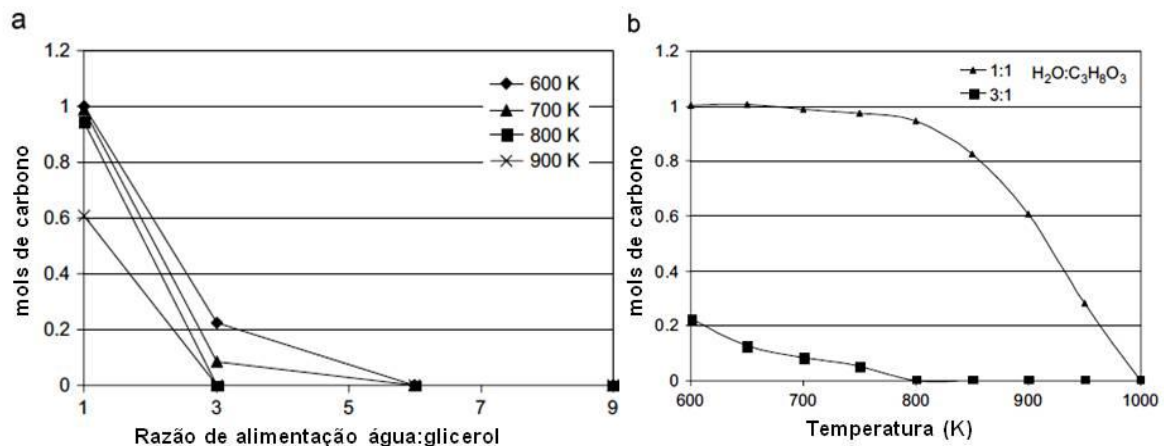 a
mols de carbono
1.2
1
0.8
0.6
0.4
0.2
0
1
3
5
7
9
Razão de alimentação água:glicerol
600 K
700 K
800 K
900 K
b
mols de carbono
1.2
1
0.8
0.6
0.4
0.2
0
600
700
800
900
1000
Temperatura (K)
1:1 H₂O:C₃H₈O₃
3:1